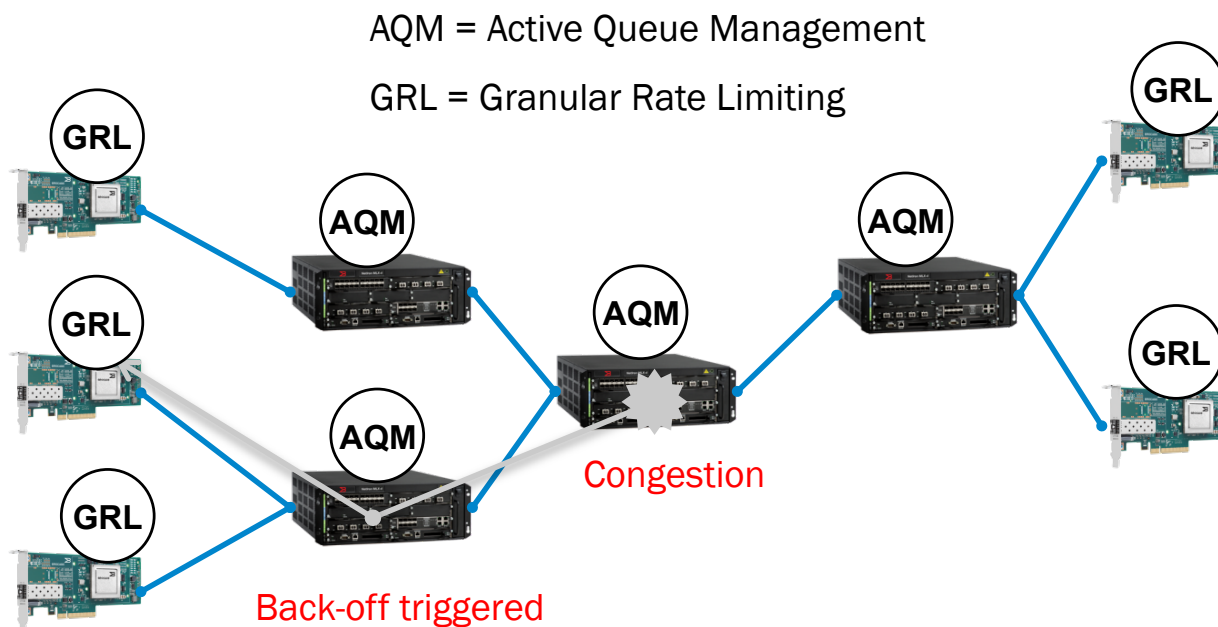 AQM = Active Queue Management
GRL = Granular Rate Limiting
GRL
GRL
AQM
AQM
GRL
AQM
GRL
AQM
Congestion
GRL
Back-off triggered